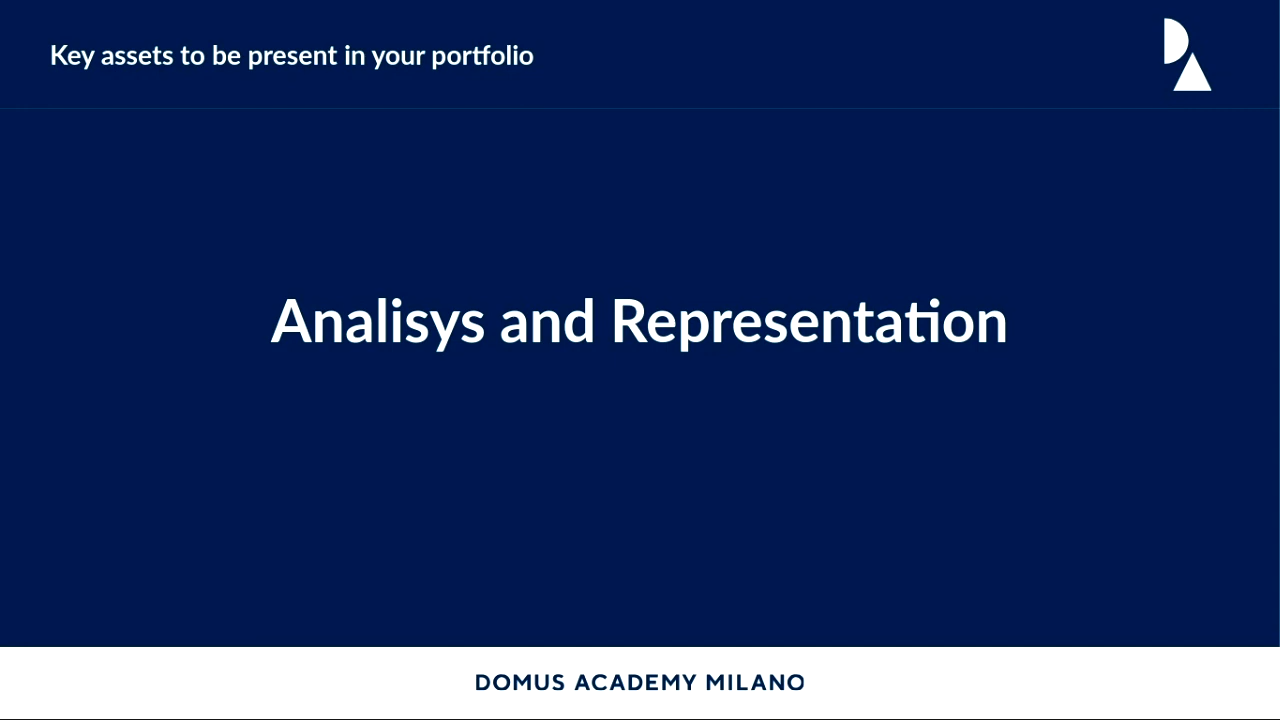 Key assets to be present in your portfolio
Analisys and Representation
DOMUS ACADEMY MILANO